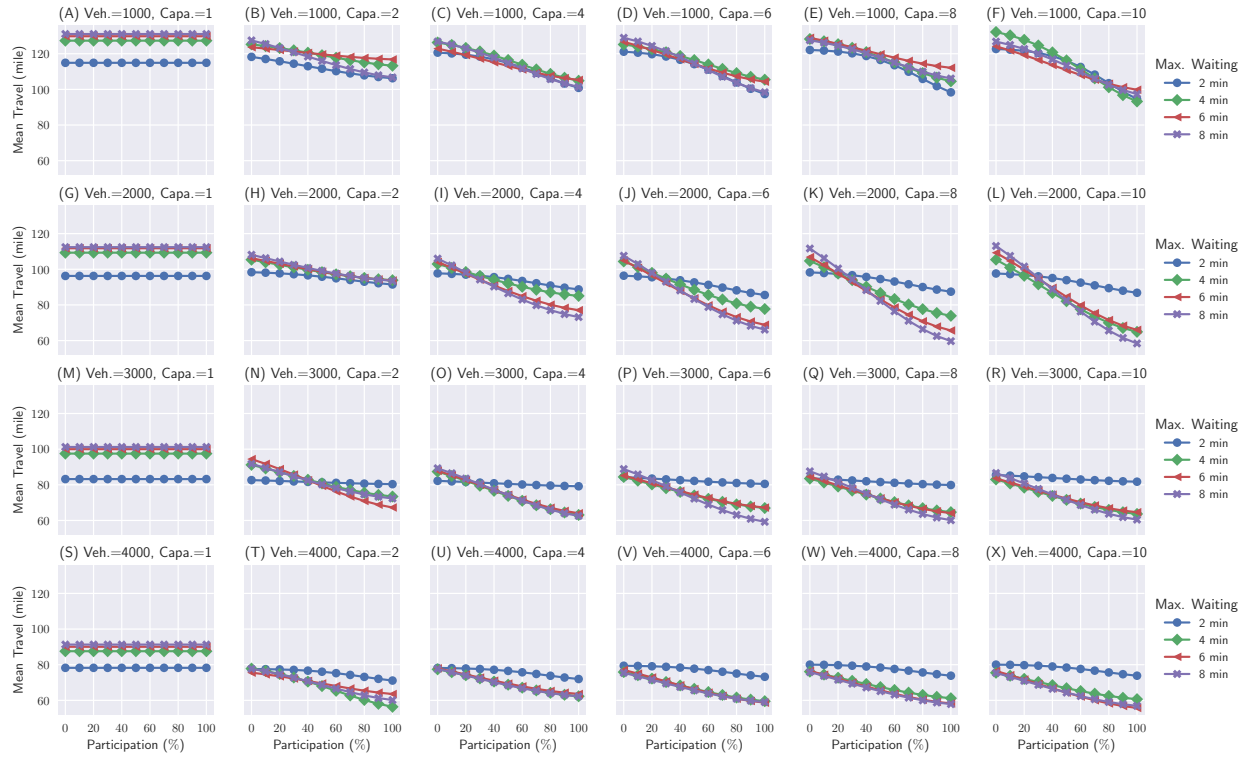 (A) Veh.=1000, Capa.=1
(B) Veh.=1000, Capa.=2
(C) Veh.=1000, Capa.=4
(D) Veh.=1000, Capa.=6
(E) Veh.=1000, Capa.=8
(F) Veh.=1000, Capa.=10
Mean Travel (mile)
120
100
80
60
Max. Waiting
2 min
4 min
6 min
8 min
(G) Veh.=2000, Capa.=1
(H) Veh.=2000, Capa.=2
(I) Veh.=2000, Capa.=4
(J) Veh.=2000, Capa.=6
(K) Veh.=2000, Capa.=8
(L) Veh.=2000, Capa.=10
Mean Travel (mile)
120
100
80
60
Max. Waiting
2 min
4 min
6 min
8 min
(M) Veh.=3000, Capa.=1
(N) Veh.=3000, Capa.=2
(O) Veh.=3000, Capa.=4
(P) Veh.=3000, Capa.=6
(Q) Veh.=3000, Capa.=8
(R) Veh.=3000, Capa.=10
Mean Travel (mile)
120
100
80
60
Max. Waiting
2 min
4 min
6 min
8 min
(S) Veh.=4000, Capa.=1
(T) Veh.=4000, Capa.=2
(U) Veh.=4000, Capa.=4
(V) Veh.=4000, Capa.=6
(W) Veh.=4000, Capa.=8
(X) Veh.=4000, Capa.=10
Mean Travel (mile)
120
100
80
60
Max. Waiting
2 min
4 min
6 min
8 min
0 20 40 60 80 100
0 20 40 60 80 100
0 20 40 60 80 100
0 20 40 60 80 100
0 20 40 60 80 100
0 20 40 60 80 100
Participation (%)
Participation (%)
Participation (%)
Participation (%)
Participation (%)
Participation (%)